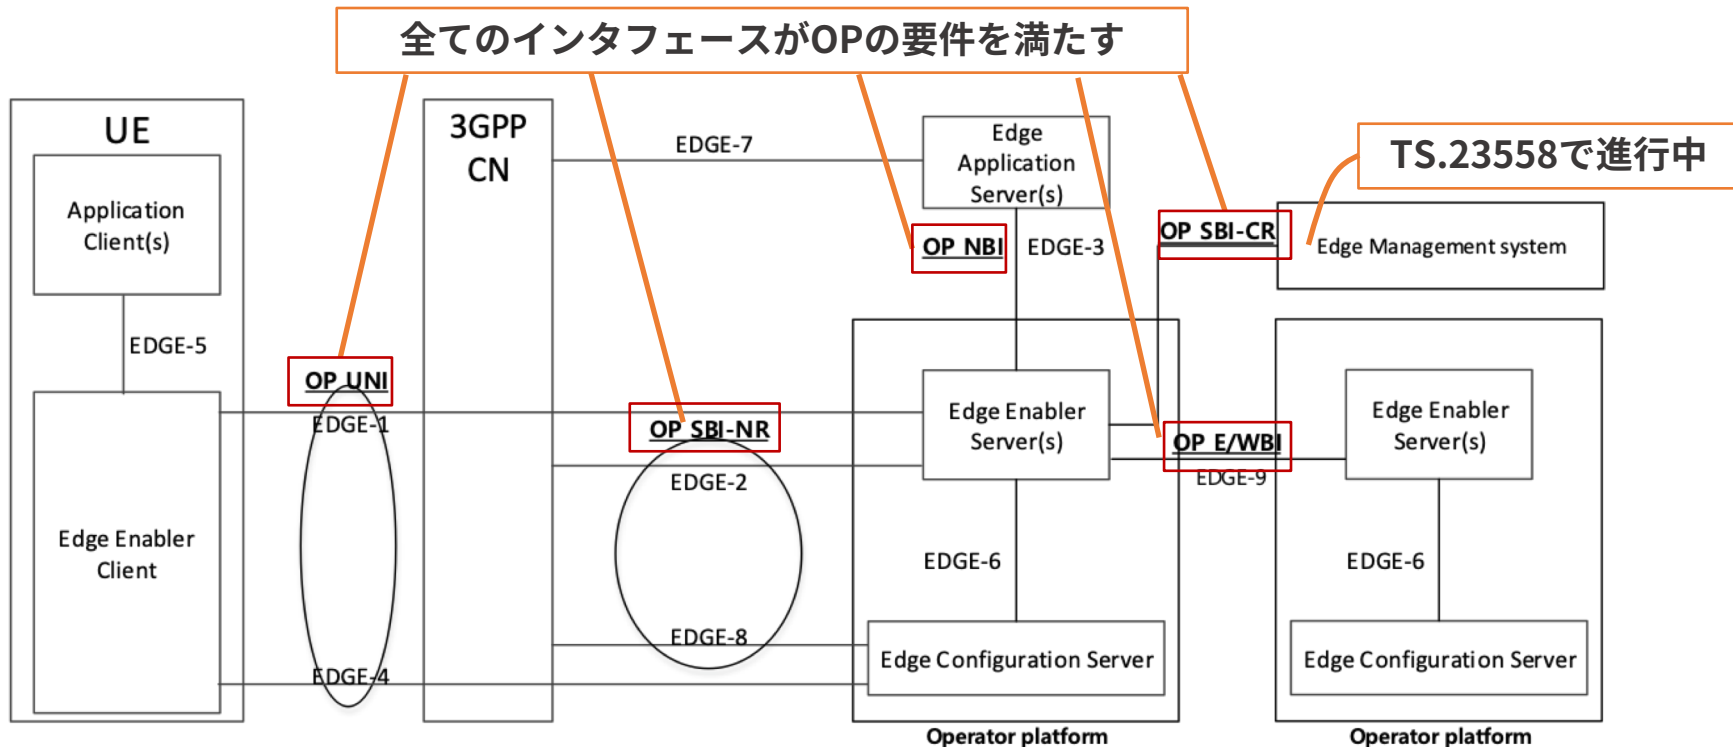 全てのインタフェースがOPの要件を満たす
UE
3GPP
CN
EDGE-7
Edge
Application
Server(s)
TS.23558で進行中
Application
Client(s)
OP NBI
EDGE-3
OP SBI-CR
Edge Management system
EDGE-5
OP UNI
EDGE-1
OP SBI-NR
EDGE-2
Edge Enabler
Server(s)
OP E/WBI
EDGE-9
Edge Enabler
Server(s)
Edge Enabler
Client
EDGE-6
EDGE-6
EDGE-8
EDGE-4
Edge Configuration Server
Edge Configuration Server
Operator platform
Operator platform